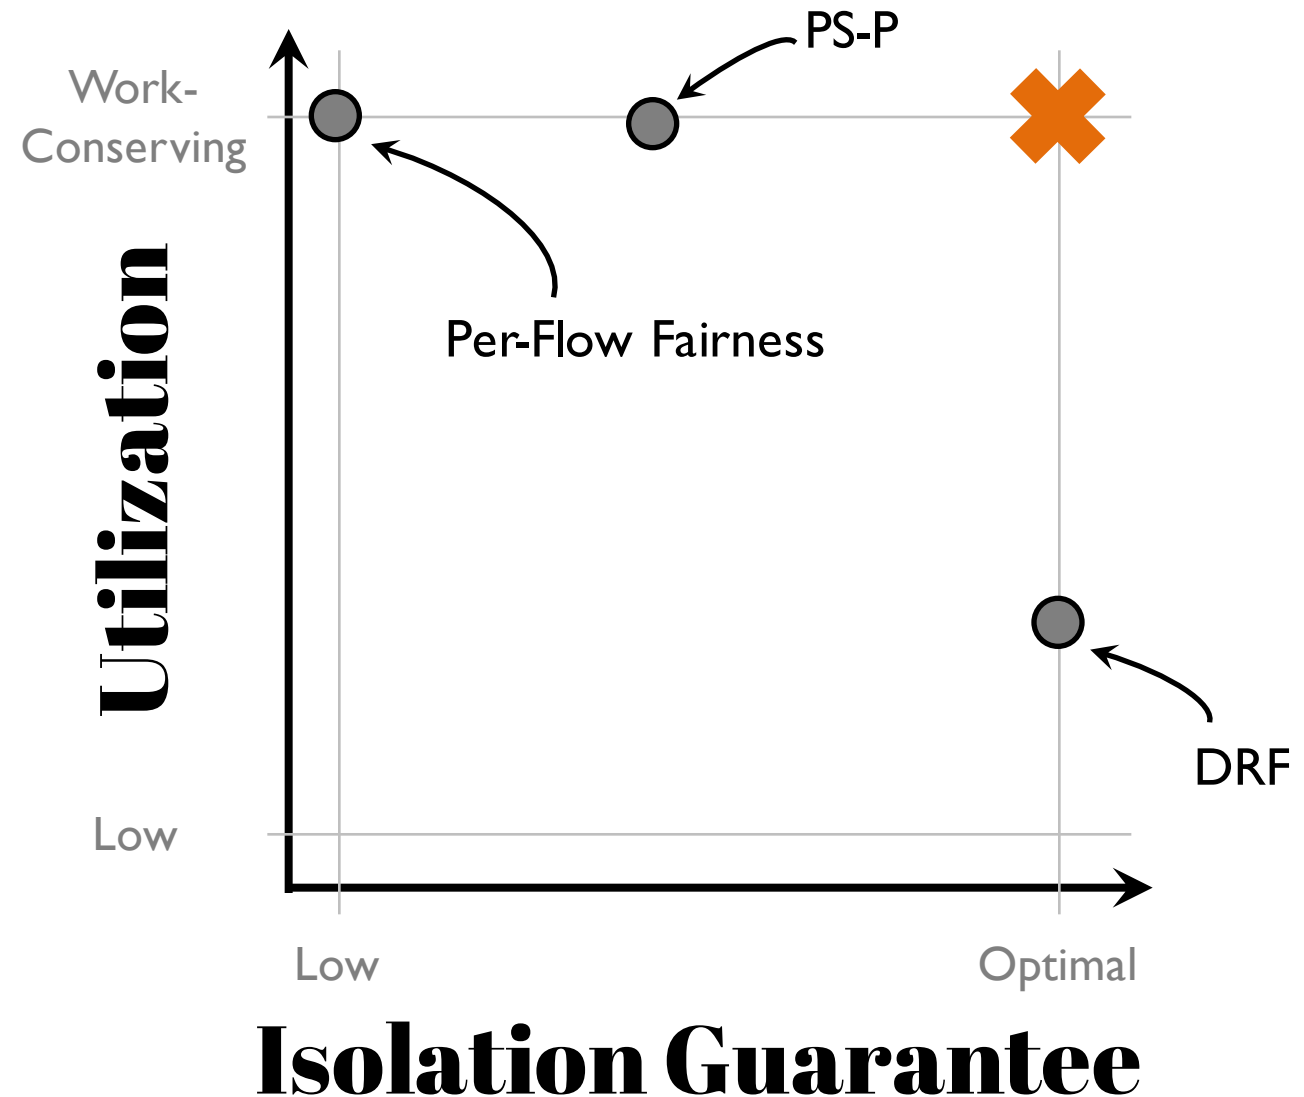 PS-P
Work-
Conserving
Per-Flow Fairness
Utilization
DRF
Low
Low
Optimal
Isolation Guarantee